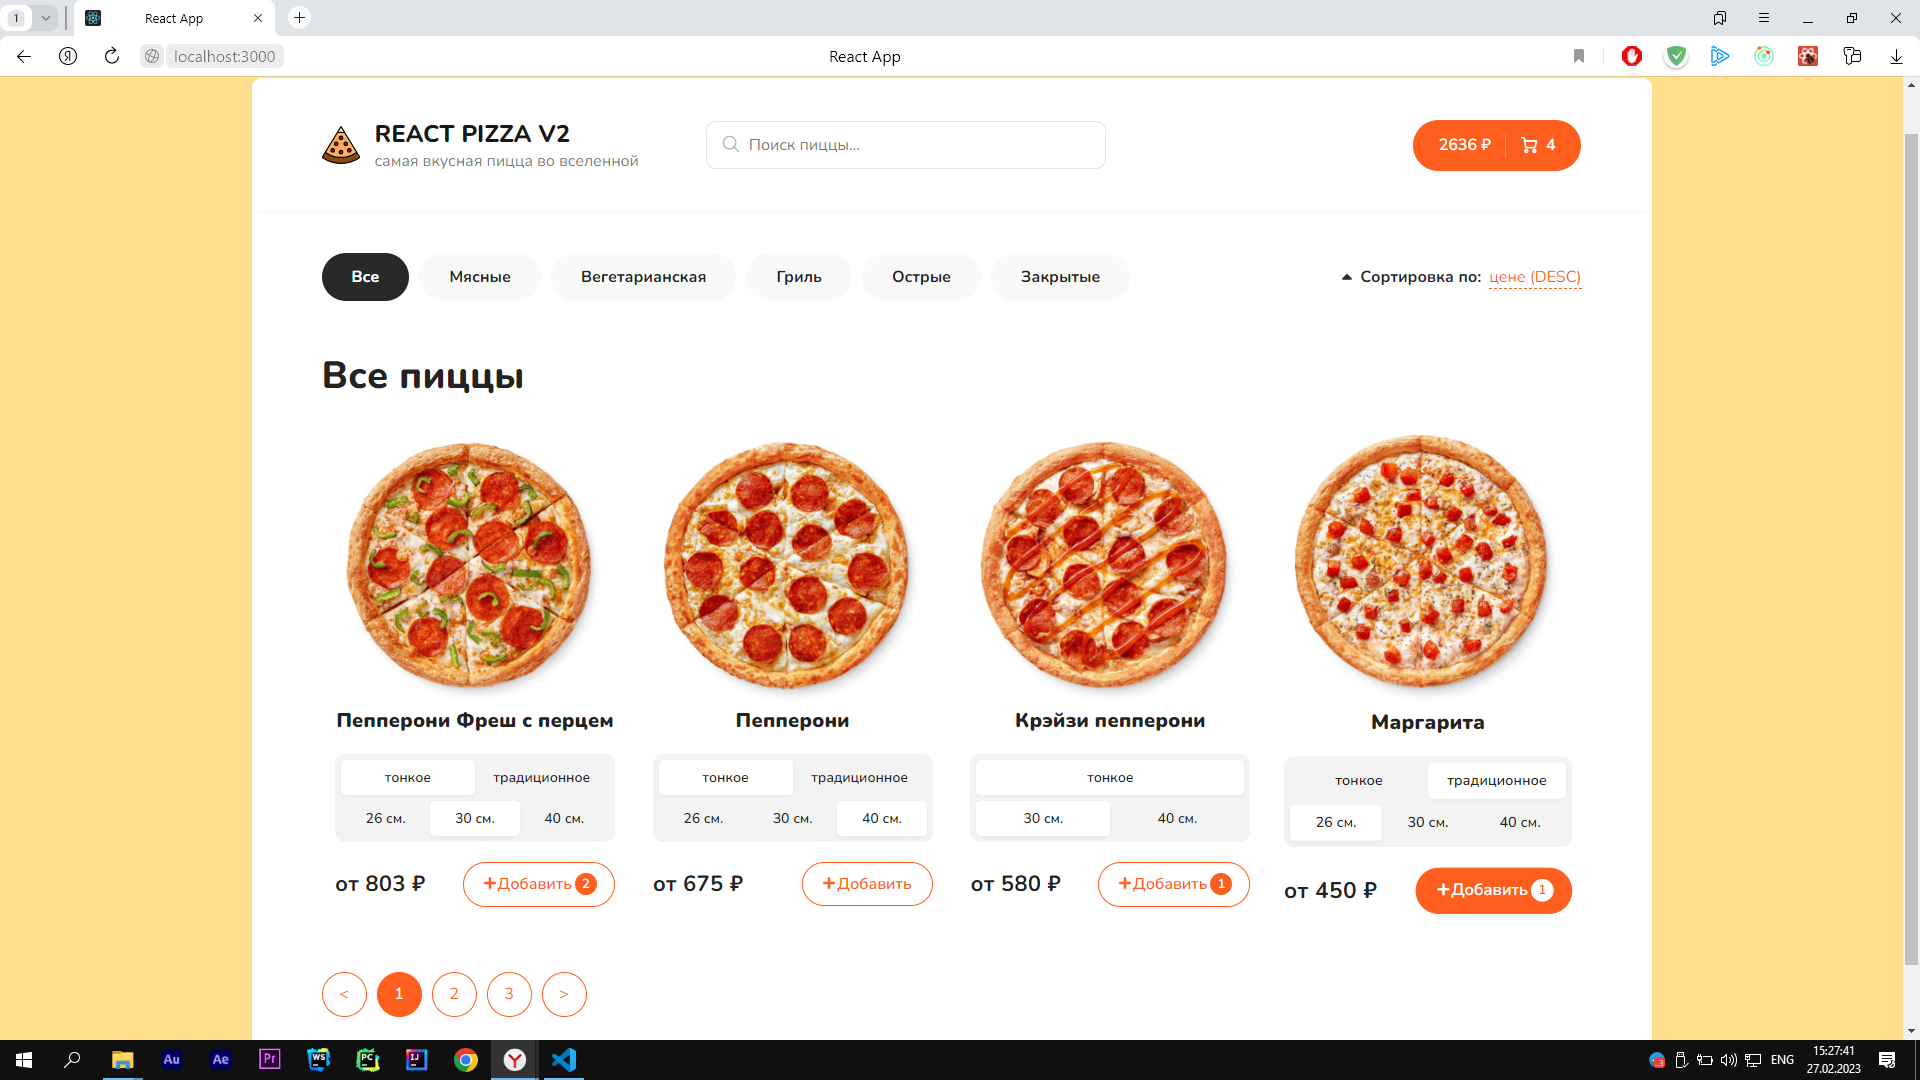 1
React App
localhost:3000
React App
REACT PIZZA V2
самая вкусная пицца во вселенной
Поиск пиццы...
2636 ₽
4
Все
Мясные
Вегетарианская
Гриль
Острые
Закрытые
Сортировка по: цене (DESC)
Все пиццы
Пепперони Фреш с перцем
тонкое
традиционное
26 см.
30 см.
40 см.
от 803 ₽
+Добавить 2
Пепперони
тонкое
традиционное
26 см.
30 см.
40 см.
от 675 ₽
+Добавить
Крэйзи пепперони
тонкое
30 см.
40 см.
от 580 ₽
+Добавить 1
Маргарита
тонкое
традиционное
26 см.
30 см.
40 см.
от 450 ₽
+Добавить 1
<
1
2
3
>
Au
Ae
Pr
WS
PC
IJ
ENG
15:27:41
27.02.2023